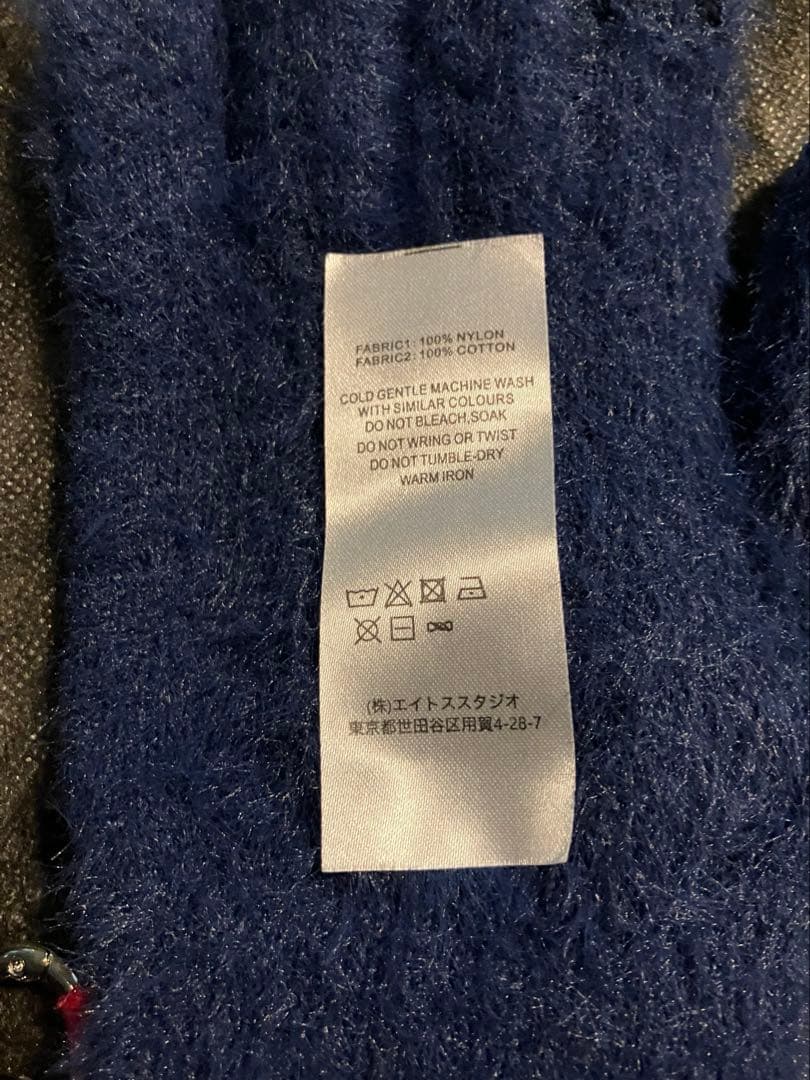 FABRIC1: 100% NYLON
FABRIC2: 100% COTTON
COLD GENTLE MACHINE WASH
WITH SIMILAR COLOURS
DO NOT BLEACH,SOAK
DO NOT WRING OR TWIST
DO NOT TUMBLE-DRY
WARM IRON
(株)エイトススタジオ
東京都世田谷区用賀4-28-7